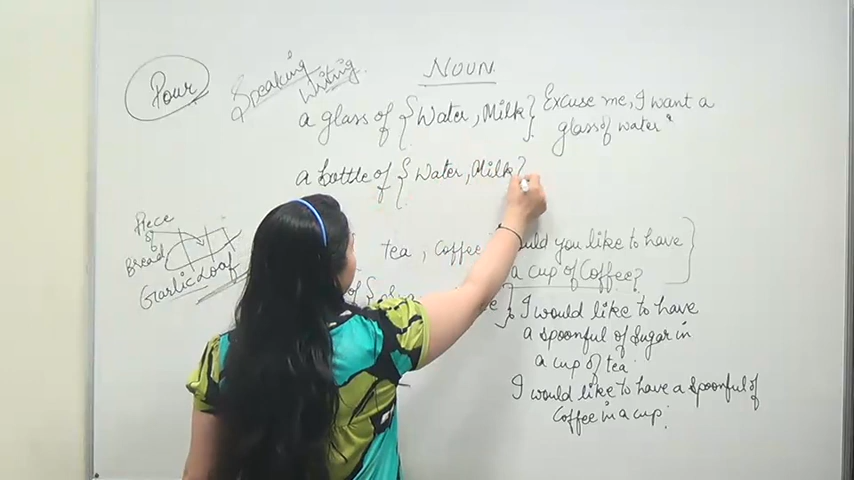 Pour
Speaking
Writing
NOUN
a glass of { Water, Milk } Excuse me, I want a
glass of water"
a bottle of { Water, Milk }
Piece
of
Bread
Garslic Loaf
tea, Coffee would you like to have
a cup of Coffee?
of {
I would like to have
a spoonful of Sugar in
a cup of tea.
I would like to have a spoonful of
Coffee in a cup.